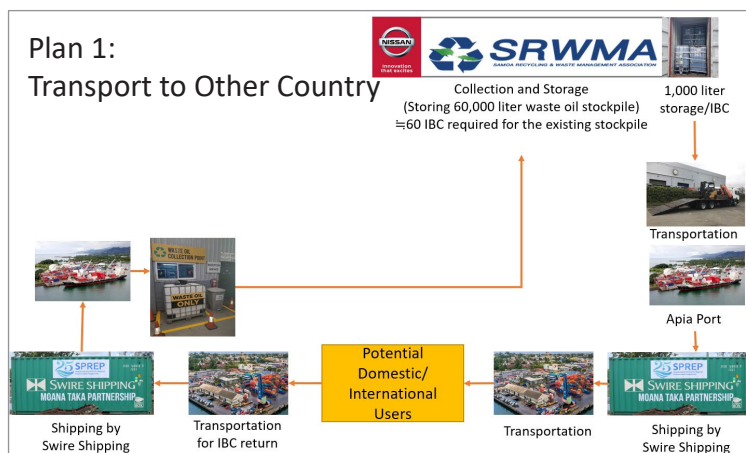 Plan 1:
Transport to Other Country
NISSAN
Innovation
that excites
SRWMA
SAMOA RECYCLING & WASTE MANAGEMENT ASSOCIATION
Collection and Storage
(Storing 60,000 liter waste oil stockpile)
≒60 IBC required for the existing stockpile
1,000 liter
storage/IBC
Transportation
Apia Port
WASTE OIL
COLLECTION POINT
WASTE OIL
ONLY
25 SPREP
SWIRE SHIPPING
MOANA TAKA PARTNERSHIP
Shipping by
Swire Shipping
Transportation
for IBC return
Potential
Domestic/
International
Users
Transportation
25 SPREP
SWIRE SHIPPING
MOANA TAKA PARTNERSHIP
Shipping by
Swire Shipping